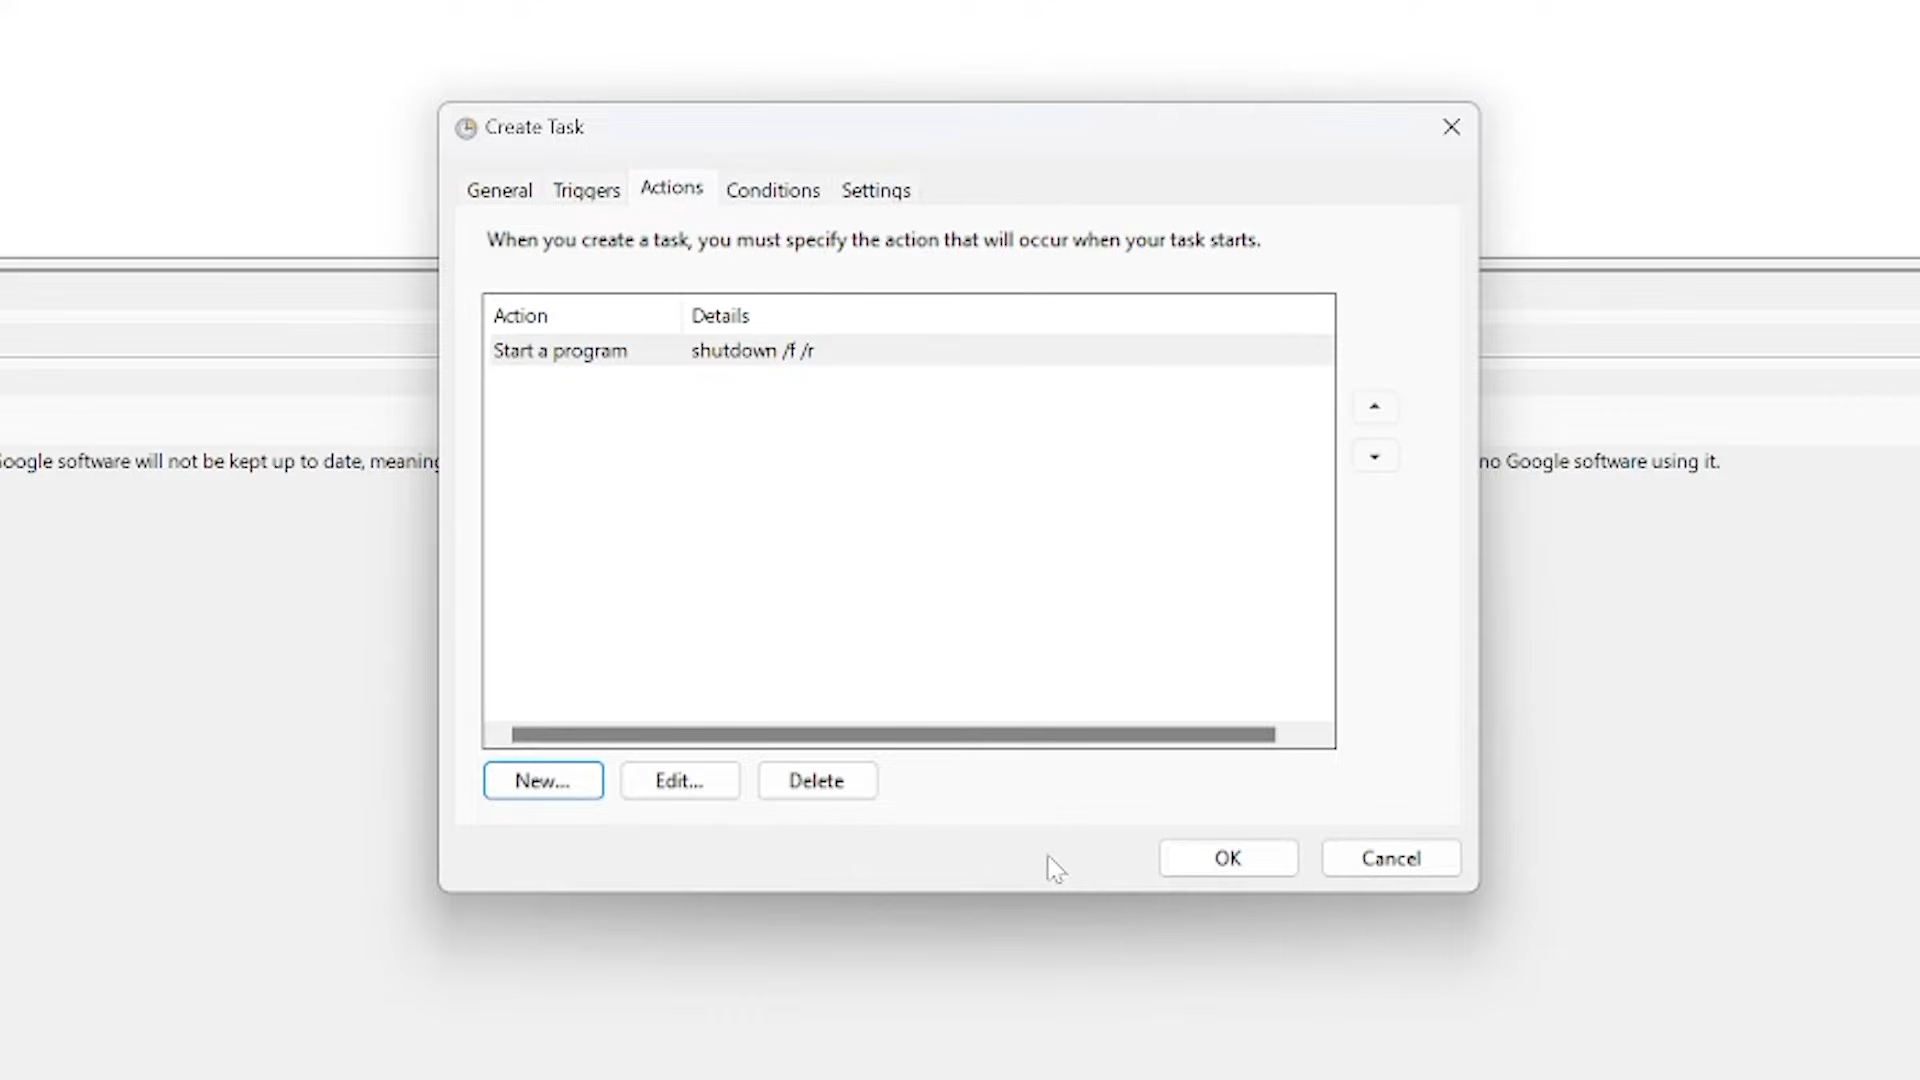 Create Task
General Triggers Actions Conditions Settings
When you create a task, you must specify the action that will occur when your task starts.
Action Details
Start a program shutdown /f /r
oogle software will not be kept up to date, meaning
no Google software using it.
New... Edit... Delete
OK Cancel